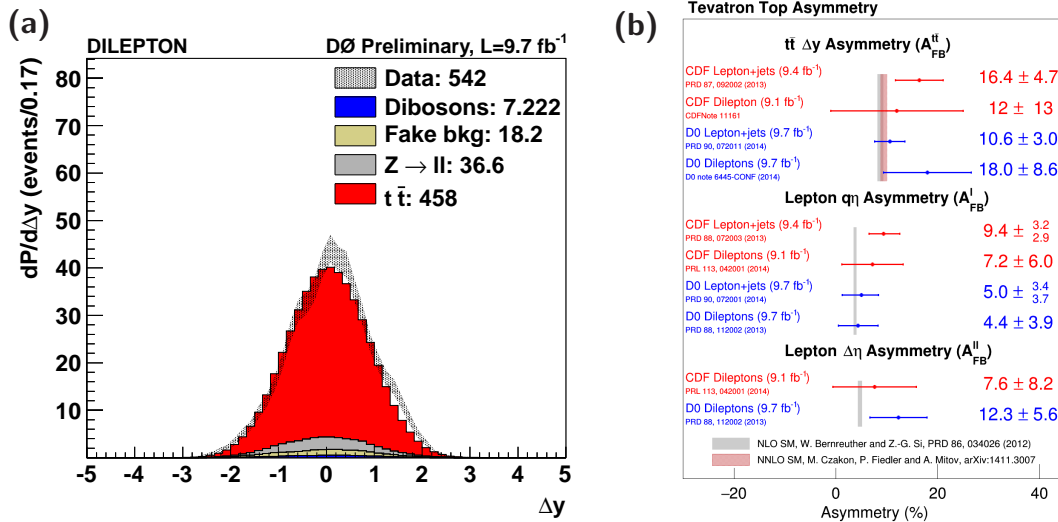 (a)
DILEPTON DØ Preliminary, L=9.7 fb⁻¹
dP/dΔy (events/0.17)
80
70
60
50
40
30
20
10
Data: 542
Dibosons: 7.222
Fake bkg: 18.2
Z → ll: 36.6
t t̄: 458
-5 -4 -3 -2 -1 0 1 2 3 4 5
Δy
(b)
Tevatron Top Asymmetry
tt̄ Δy Asymmetry (A_FB^tt̄)
CDF Lepton+jets (9.4 fb⁻¹) 16.4 ± 4.7
PRD 87, 092002 (2013)
CDF Dilepton (9.1 fb⁻¹) 12 ± 13
CDFNote 11161
D0 Lepton+jets (9.7 fb⁻¹) 10.6 ± 3.0
PRD 90, 072011 (2014)
D0 Dileptons (9.7 fb⁻¹) 18.0 ± 8.6
D0 note 6445-CONF (2014)
Lepton qη Asymmetry (A_FB^l)
CDF Lepton+jets (9.4 fb⁻¹) 9.4 ± 3.2 2.9
PRD 88, 072003 (2013)
CDF Dileptons (9.1 fb⁻¹) 7.2 ± 6.0
PRL 113, 042001 (2014)
D0 Lepton+jets (9.7 fb⁻¹) 5.0 ± 3.4 3.7
PRD 90, 072001 (2014)
D0 Dileptons (9.7 fb⁻¹) 4.4 ± 3.9
PRD 88, 112002 (2013)
Lepton Δη Asymmetry (A_FB^ll)
CDF Dileptons (9.1 fb⁻¹) 7.6 ± 8.2
PRL 113, 042001 (2014)
D0 Dileptons (9.7 fb⁻¹) 12.3 ± 5.6
PRD 88, 112002 (2013)
NLO SM, W. Bernreuther and Z.-G. Si, PRD 86, 034026 (2012)
NNLO SM, M. Czakon, P. Fiedler and A. Mitov, arXiv:1411.3007
−20 0 20 40
Asymmetry (%)